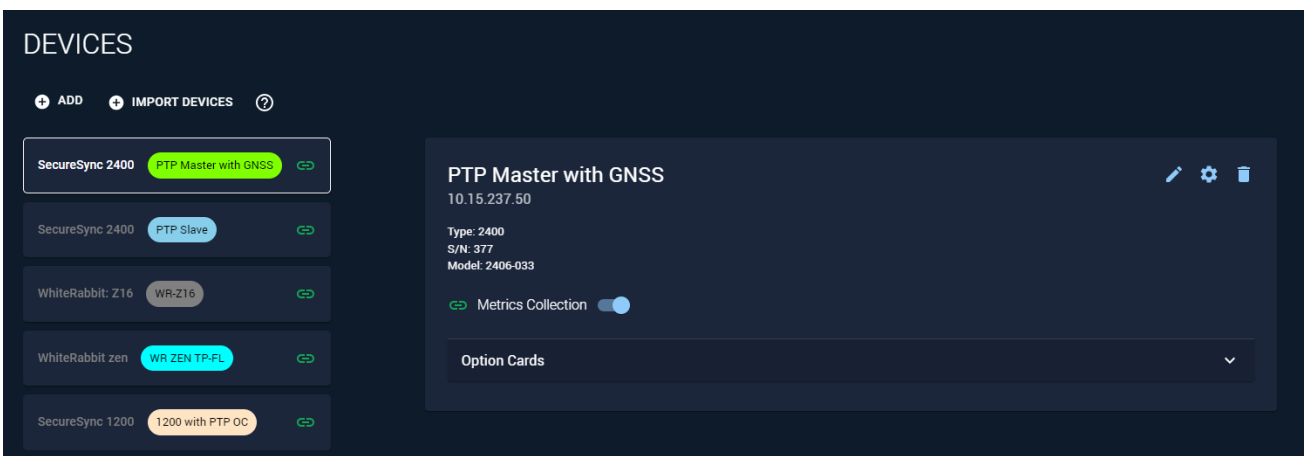 DEVICES
ADD IMPORT DEVICES ?
SecureSync 2400 PTP Master with GNSS
SecureSync 2400 PTP Slave
WhiteRabbit: Z16 WR-Z16
WhiteRabbit zen WR ZEN TP-FL
SecureSync 1200 1200 with PTP OC
PTP Master with GNSS
10.15.237.50
Type: 2400
S/N: 377
Model: 2406-033
Metrics Collection
Option Cards